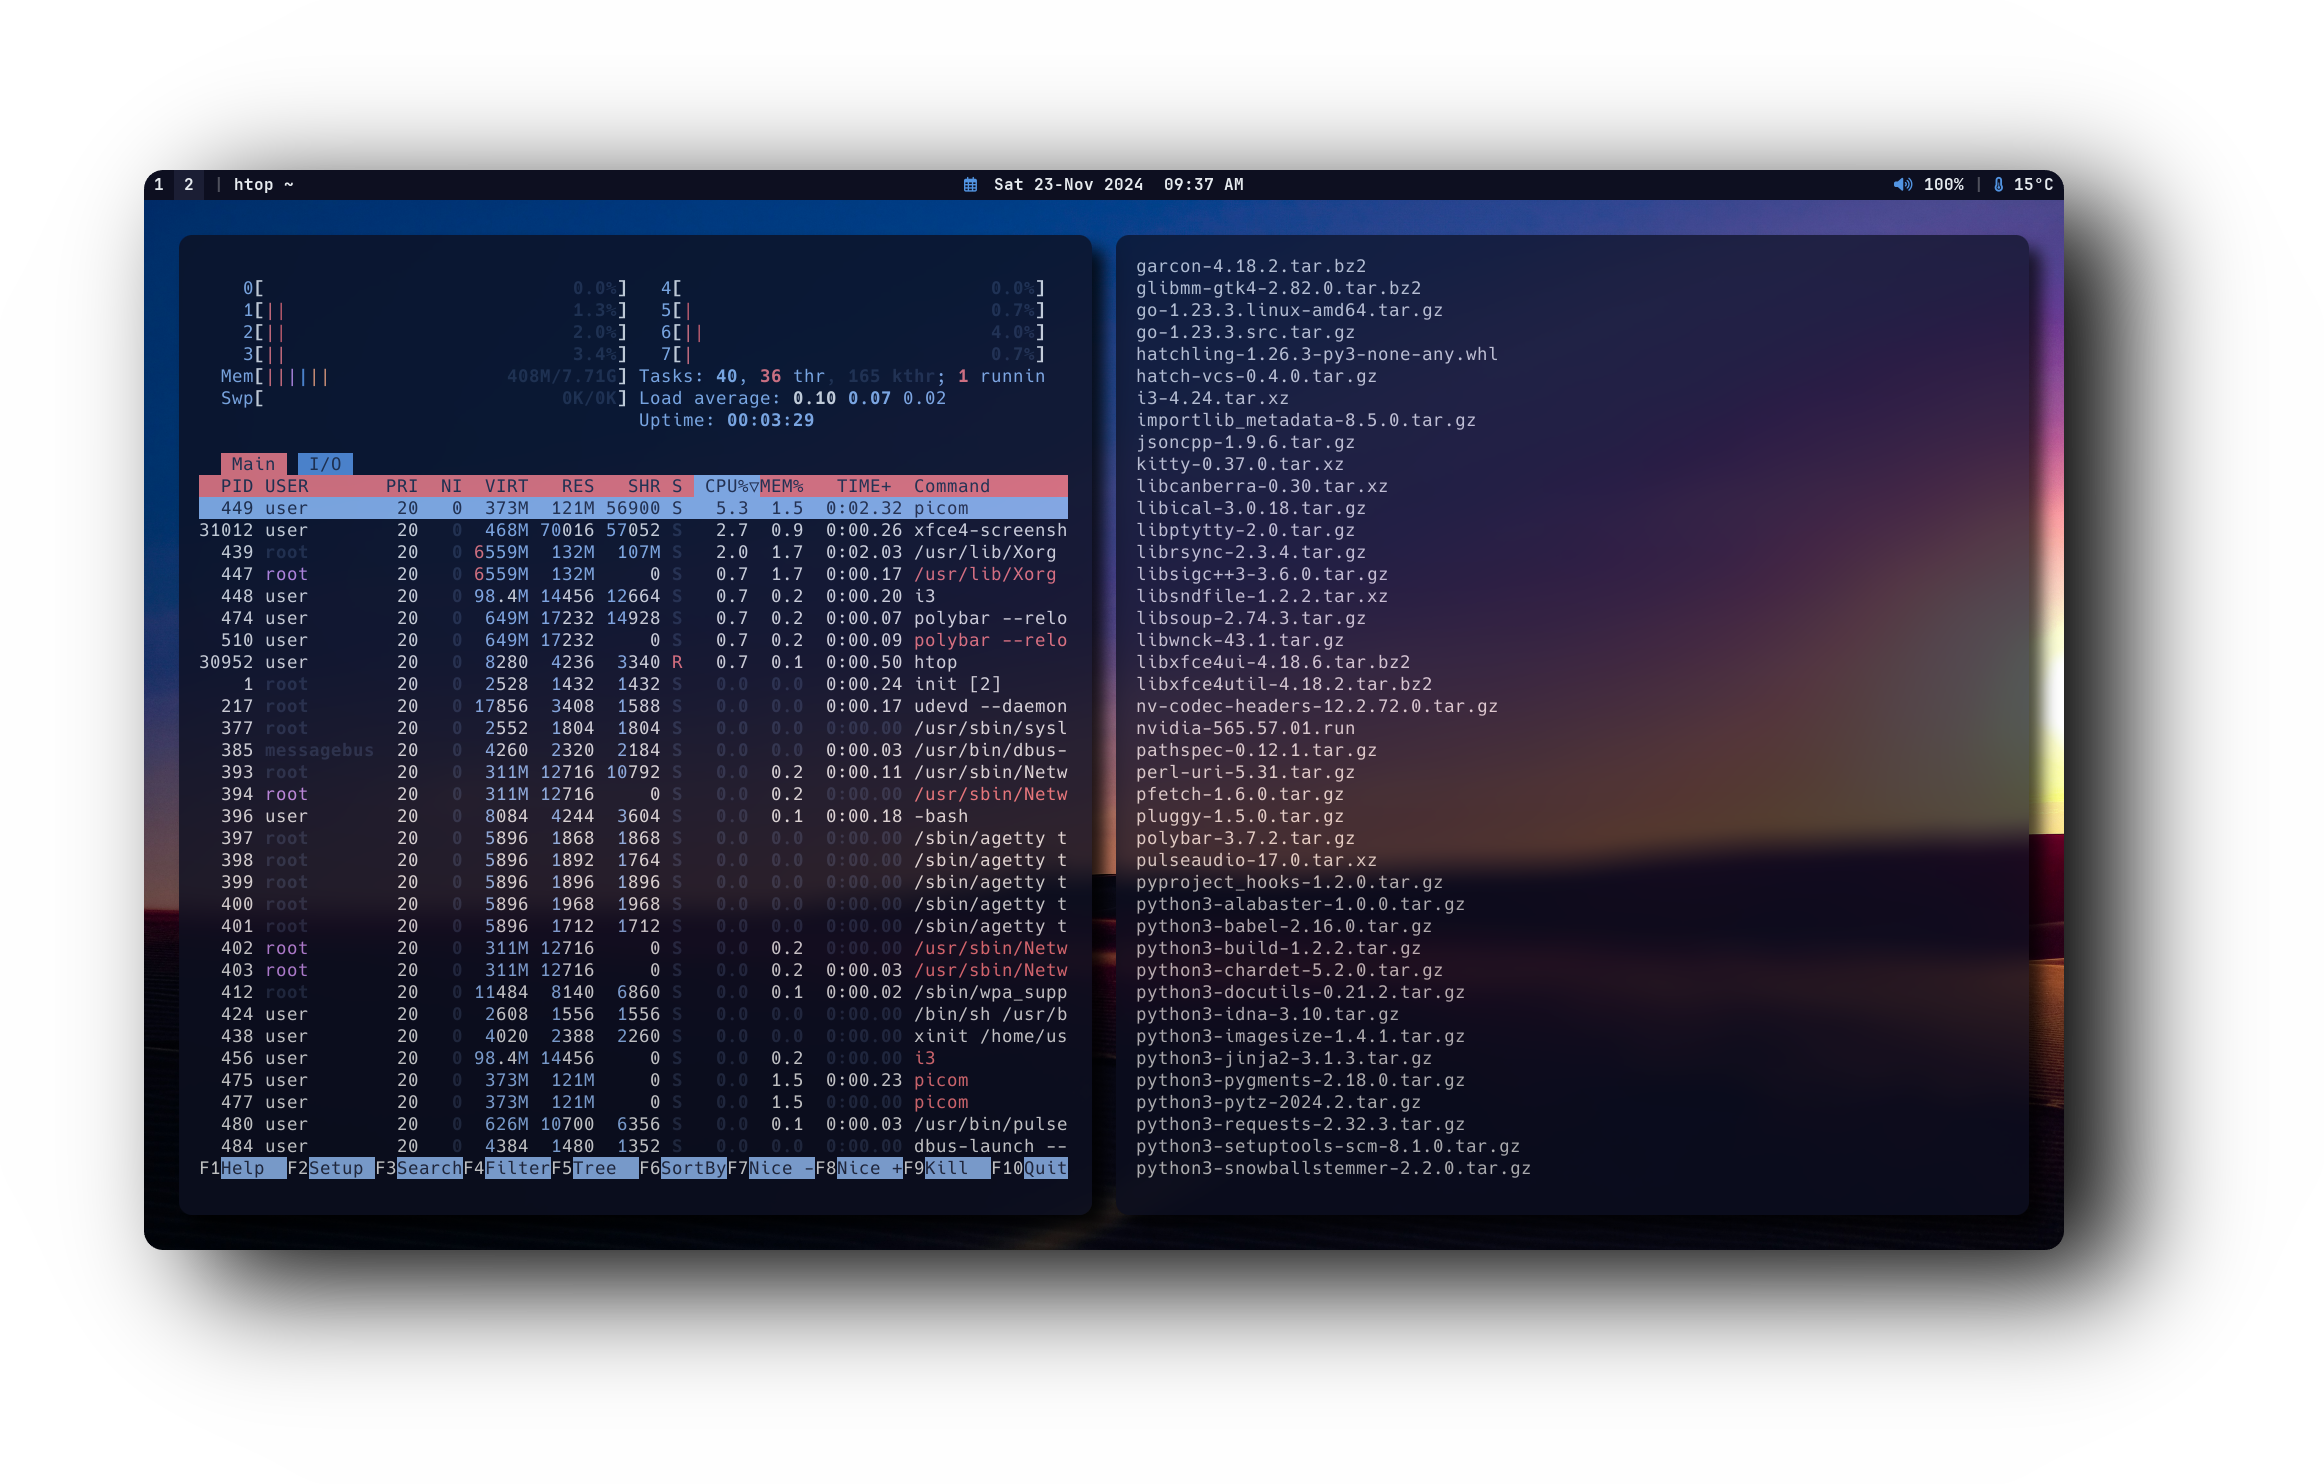 1 2 | htop ~ Sat 23-Nov 2024 09:37 AM 100% | 15°C
0[ 0.0%] 4[ 0.0%]
1[|| 1.3%] 5[| 0.7%]
2[|| 2.0%] 6[|| 4.0%]
3[|| 3.4%] 7[| 0.7%]
Mem[|||||| 408M/7.71G] Tasks: 40, 36 thr, 165 kthr; 1 runnin
Swp[ 0K/0K] Load average: 0.10 0.07 0.02
Uptime: 00:03:29
Main I/O
PID USER PRI NI VIRT RES SHR S CPU%▽MEM% TIME+ Command
449 user 20 0 373M 121M 56900 S 5.3 1.5 0:02.32 picom
31012 user 20 0 468M 70016 57052 S 2.7 0.9 0:00.26 xfce4-screensh
439 root 20 0 6559M 132M 107M S 2.0 1.7 0:02.03 /usr/lib/Xorg
447 root 20 0 6559M 132M 0 S 0.7 1.7 0:00.17 /usr/lib/Xorg
448 user 20 0 98.4M 14456 12664 S 0.7 0.2 0:00.20 i3
474 user 20 0 649M 17232 14928 S 0.7 0.2 0:00.07 polybar --relo
510 user 20 0 649M 17232 0 S 0.7 0.2 0:00.09 polybar --relo
30952 user 20 0 8280 4236 3340 R 0.7 0.1 0:00.50 htop
1 root 20 0 2528 1432 1432 S 0.0 0.0 0:00.24 init [2]
217 root 20 0 17856 3408 1588 S 0.0 0.0 0:00.17 udevd --daemon
377 root 20 0 2552 1804 1804 S 0.0 0.0 0:00.00 /usr/sbin/sysl
385 messagebus 20 0 4260 2320 2184 S 0.0 0.0 0:00.03 /usr/bin/dbus-
393 root 20 0 311M 12716 10792 S 0.0 0.2 0:00.11 /usr/sbin/Netw
394 root 20 0 311M 12716 0 S 0.0 0.2 0:00.00 /usr/sbin/Netw
396 user 20 0 8084 4244 3604 S 0.0 0.1 0:00.18 -bash
397 root 20 0 5896 1868 1868 S 0.0 0.0 0:00.00 /sbin/agetty t
398 root 20 0 5896 1892 1764 S 0.0 0.0 0:00.00 /sbin/agetty t
399 root 20 0 5896 1896 1896 S 0.0 0.0 0:00.00 /sbin/agetty t
400 root 20 0 5896 1968 1968 S 0.0 0.0 0:00.00 /sbin/agetty t
401 root 20 0 5896 1712 1712 S 0.0 0.0 0:00.00 /sbin/agetty t
402 root 20 0 311M 12716 0 S 0.0 0.2 0:00.00 /usr/sbin/Netw
403 root 20 0 311M 12716 0 S 0.0 0.2 0:00.03 /usr/sbin/Netw
412 root 20 0 11484 8140 6860 S 0.0 0.1 0:00.02 /sbin/wpa_supp
424 user 20 0 2608 1556 1556 S 0.0 0.0 0:00.00 /bin/sh /usr/b
438 user 20 0 4020 2388 2260 S 0.0 0.0 0:00.00 xinit /home/us
456 user 20 0 98.4M 14456 0 S 0.0 0.2 0:00.00 i3
475 user 20 0 373M 121M 0 S 0.0 1.5 0:00.23 picom
477 user 20 0 373M 121M 0 S 0.0 1.5 0:00.00 picom
480 user 20 0 626M 10700 6356 S 0.0 0.1 0:00.03 /usr/bin/pulse
484 user 20 0 4384 1480 1352 S 0.0 0.0 0:00.00 dbus-launch --
F1Help F2Setup F3SearchF4FilterF5Tree F6SortByF7Nice -F8Nice +F9Kill F10Quit
garcon-4.18.2.tar.bz2
glibmm-gtk4-2.82.0.tar.bz2
go-1.23.3.linux-amd64.tar.gz
go-1.23.3.src.tar.gz
hatchling-1.26.3-py3-none-any.whl
hatch-vcs-0.4.0.tar.gz
i3-4.24.tar.xz
importlib_metadata-8.5.0.tar.gz
jsoncpp-1.9.6.tar.gz
kitty-0.37.0.tar.xz
libcanberra-0.30.tar.xz
libical-3.0.18.tar.gz
libptytty-2.0.tar.gz
librsync-2.3.4.tar.gz
libsigc++3-3.6.0.tar.gz
libsndfile-1.2.2.tar.xz
libsoup-2.74.3.tar.gz
libwnck-43.1.tar.gz
libxfce4ui-4.18.6.tar.bz2
libxfce4util-4.18.2.tar.bz2
nv-codec-headers-12.2.72.0.tar.gz
nvidia-565.57.01.run
pathspec-0.12.1.tar.gz
perl-uri-5.31.tar.gz
pfetch-1.6.0.tar.gz
pluggy-1.5.0.tar.gz
polybar-3.7.2.tar.gz
pulseaudio-17.0.tar.xz
pyproject_hooks-1.2.0.tar.gz
python3-alabaster-1.0.0.tar.gz
python3-babel-2.16.0.tar.gz
python3-build-1.2.2.tar.gz
python3-chardet-5.2.0.tar.gz
python3-docutils-0.21.2.tar.gz
python3-idna-3.10.tar.gz
python3-imagesize-1.4.1.tar.gz
python3-jinja2-3.1.3.tar.gz
python3-pygments-2.18.0.tar.gz
python3-pytz-2024.2.tar.gz
python3-requests-2.32.3.tar.gz
python3-setuptools-scm-8.1.0.tar.gz
python3-snowballstemmer-2.2.0.tar.gz